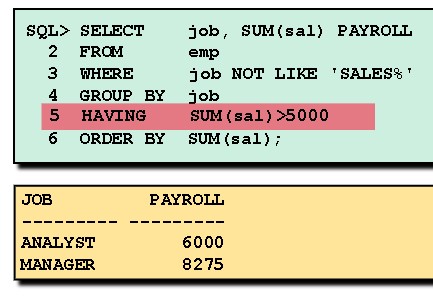 SQL> SELECT job, SUM(sal) PAYROLL
2 FROM emp
3 WHERE job NOT LIKE 'SALES%'
4 GROUP BY job
5 HAVING SUM(sal)>5000
6 ORDER BY SUM(sal);
JOB PAYROLL
--------- ---------
ANALYST 6000
MANAGER 8275